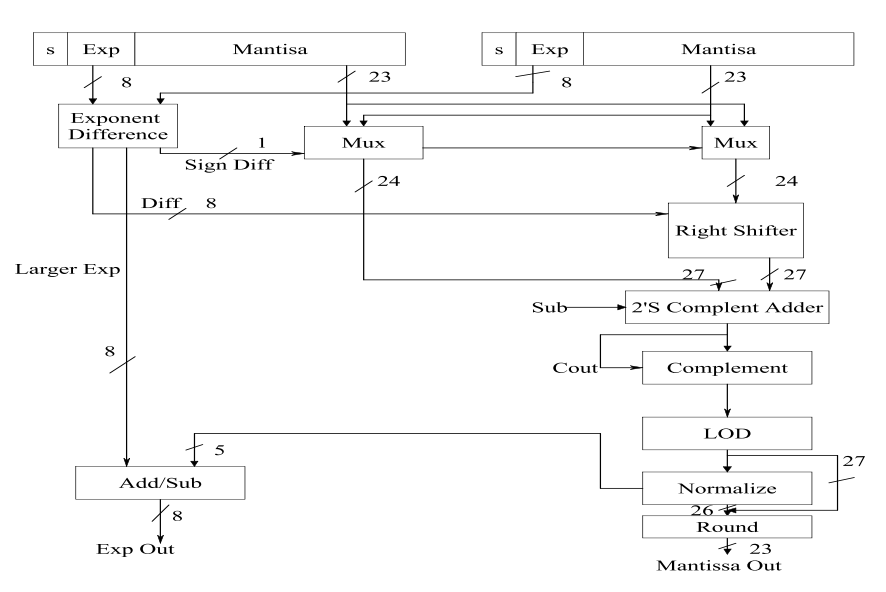 s Exp Mantisa
s Exp Mantisa
8
23
8
23
Exponent
Difference
1
Sign Diff
Mux
Mux
24
24
Diff 8
Right Shifter
Larger Exp
27
27
Sub
2'S Complent Adder
8
Cout
Complement
LOD
5
27
Add/Sub
Normalize
8
26
Round
Exp Out
23
Mantissa Out